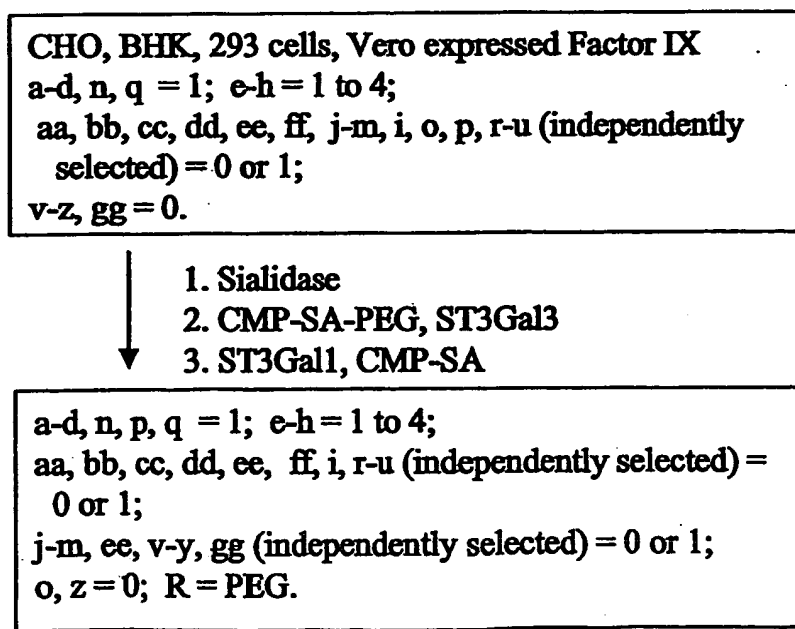 CHO, BHK, 293 cells, Vero expressed Factor IX
a-d, n, q = 1; e-h = 1 to 4;
aa, bb, cc, dd, ee, ff, j-m, i, o, p, r-u (independently
selected) = 0 or 1;
v-z, gg = 0.
1. Sialidase
2. CMP-SA-PEG, ST3Gal3
3. ST3Gal1, CMP-SA
a-d, n, p, q = 1; e-h = 1 to 4;
aa, bb, cc, dd, ee, ff, i, r-u (independently selected) =
0 or 1;
j-m, ee, v-y, gg (independently selected) = 0 or 1;
o, z = 0; R = PEG.